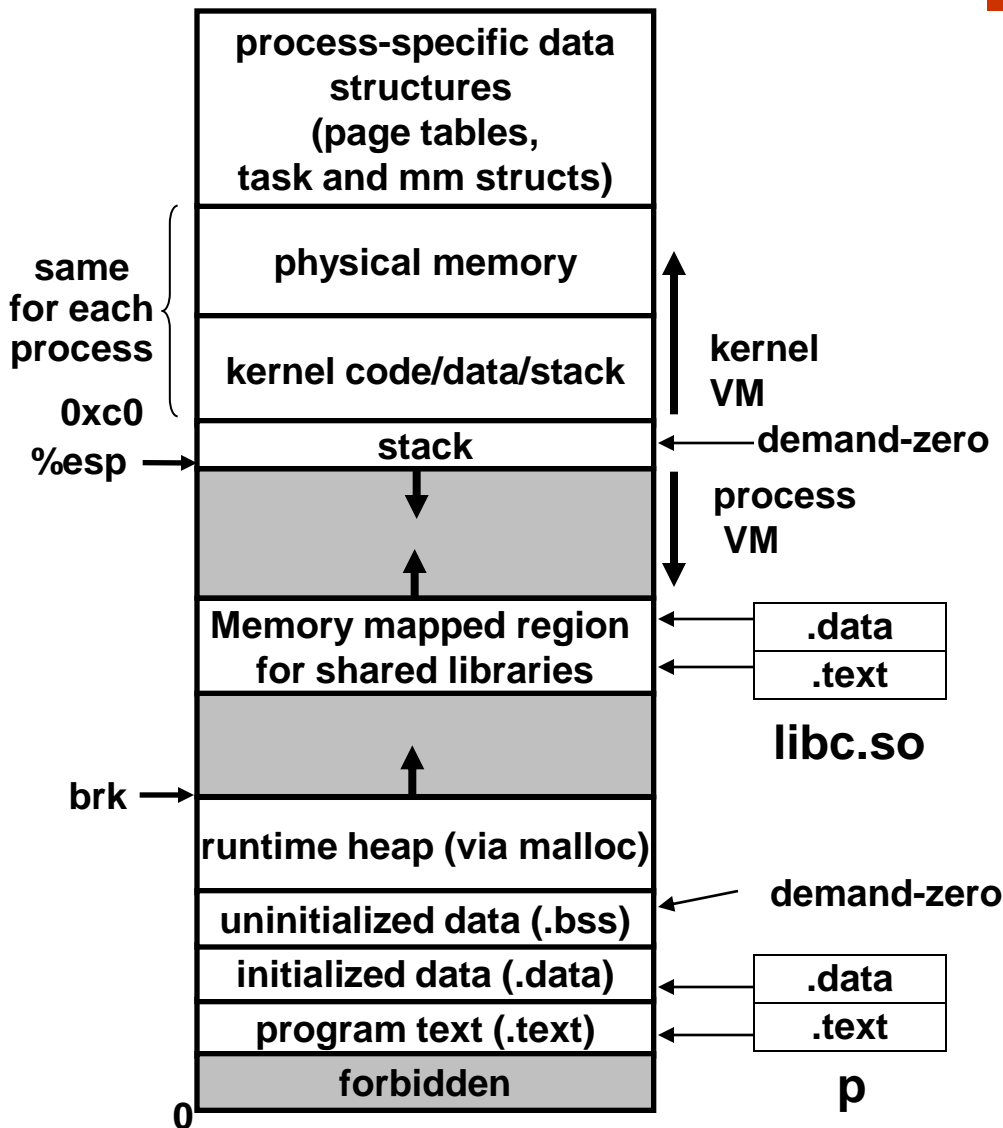 process-specific data
structures
(page tables,
task and mm structs)
same
for each
process
physical memory
kernel code/data/stack
kernel
VM
0xc0
stack
demand-zero
%esp
process
VM
Memory mapped region
for shared libraries
.data
.text
libc.so
brk
runtime heap (via malloc)
uninitialized data (.bss)
demand-zero
initialized data (.data)
program text (.text)
.data
.text
p
forbidden
0